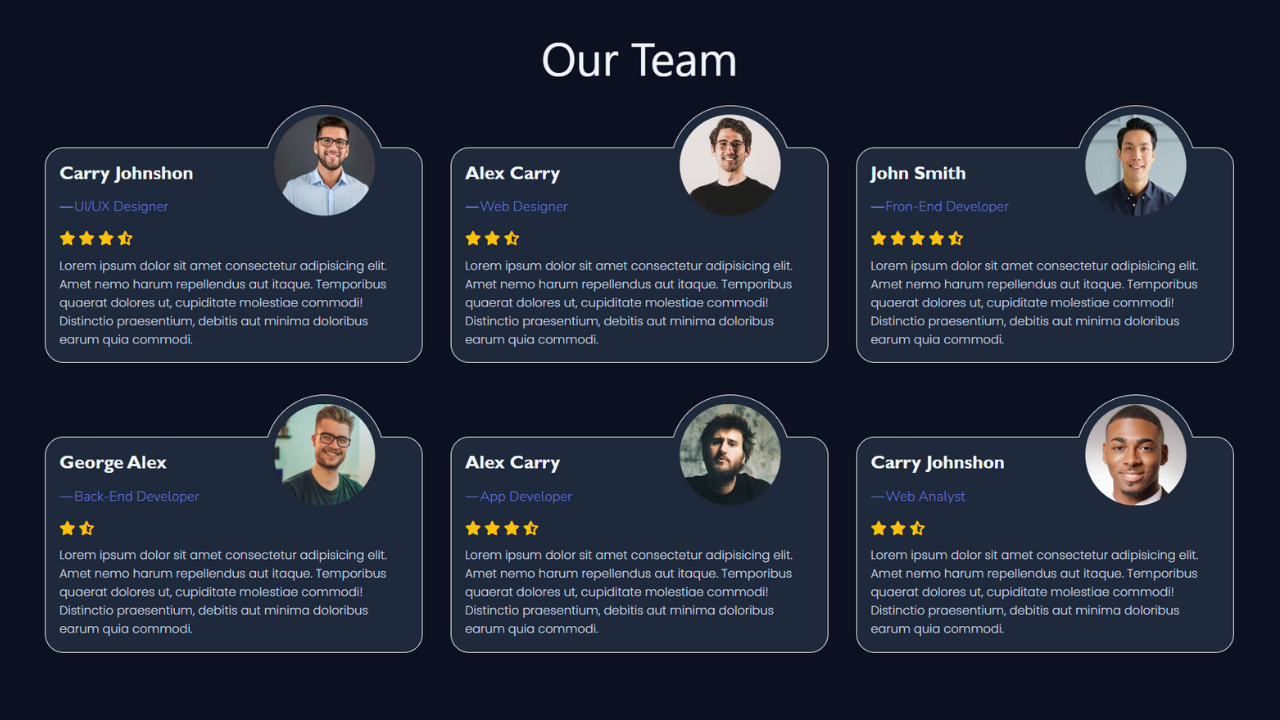 Our Team
Carry Johnshon
—UI/UX Designer
Lorem ipsum dolor sit amet consectetur adipisicing elit.
Amet nemo harum repellendus aut itaque. Temporibus
quaerat dolores ut, cupiditate molestiae commodi!
Distinctio praesentium, debitis aut minima doloribus
earum quia commodi.
Alex Carry
—Web Designer
Lorem ipsum dolor sit amet consectetur adipisicing elit.
Amet nemo harum repellendus aut itaque. Temporibus
quaerat dolores ut, cupiditate molestiae commodi!
Distinctio praesentium, debitis aut minima doloribus
earum quia commodi.
John Smith
—Fron-End Developer
Lorem ipsum dolor sit amet consectetur adipisicing elit.
Amet nemo harum repellendus aut itaque. Temporibus
quaerat dolores ut, cupiditate molestiae commodi!
Distinctio praesentium, debitis aut minima doloribus
earum quia commodi.
George Alex
—Back-End Developer
Lorem ipsum dolor sit amet consectetur adipisicing elit.
Amet nemo harum repellendus aut itaque. Temporibus
quaerat dolores ut, cupiditate molestiae commodi!
Distinctio praesentium, debitis aut minima doloribus
earum quia commodi.
Alex Carry
—App Developer
Lorem ipsum dolor sit amet consectetur adipisicing elit.
Amet nemo harum repellendus aut itaque. Temporibus
quaerat dolores ut, cupiditate molestiae commodi!
Distinctio praesentium, debitis aut minima doloribus
earum quia commodi.
Carry Johnshon
—Web Analyst
Lorem ipsum dolor sit amet consectetur adipisicing elit.
Amet nemo harum repellendus aut itaque. Temporibus
quaerat dolores ut, cupiditate molestiae commodi!
Distinctio praesentium, debitis aut minima doloribus
earum quia commodi.